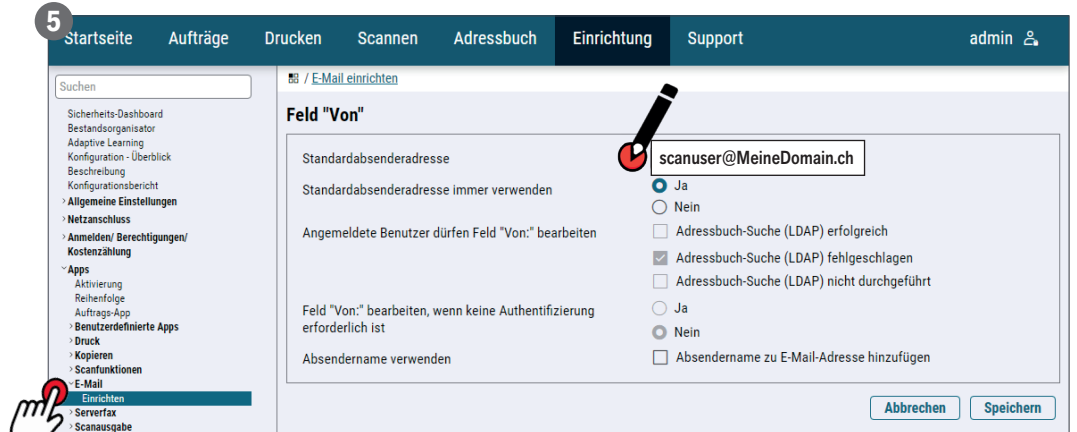 5
Startseite Aufträge Drucken Scannen Adressbuch Einrichtung Support admin
Suchen
Sicherheits-Dashboard
Bestandsorganisator
Adaptive Learning
Konfiguration - Überblick
Beschreibung
Konfigurationsbericht
Allgemeine Einstellungen
Netzanschluss
Anmelden/ Berechtigungen/
Kostenzählung
Apps
Aktivierung
Reihenfolge
Auftrags-App
Benutzerdefinierte Apps
Druck
Kopieren
Scanfunktionen
E-Mail
Einrichten
Serverfax
Scanausgabe
/ E-Mail einrichten
Feld "Von"
Standardabsenderadresse
scanuser@MeineDomain.ch
Standardabsenderadresse immer verwenden
Ja
Nein
Angemeldete Benutzer dürfen Feld "Von:" bearbeiten
Adressbuch-Suche (LDAP) erfolgreich
Adressbuch-Suche (LDAP) fehlgeschlagen
Adressbuch-Suche (LDAP) nicht durchgeführt
Feld "Von:" bearbeiten, wenn keine Authentifizierung
erforderlich ist
Ja
Nein
Absendername verwenden
Absendername zu E-Mail-Adresse hinzufügen
Abbrechen
Speichern